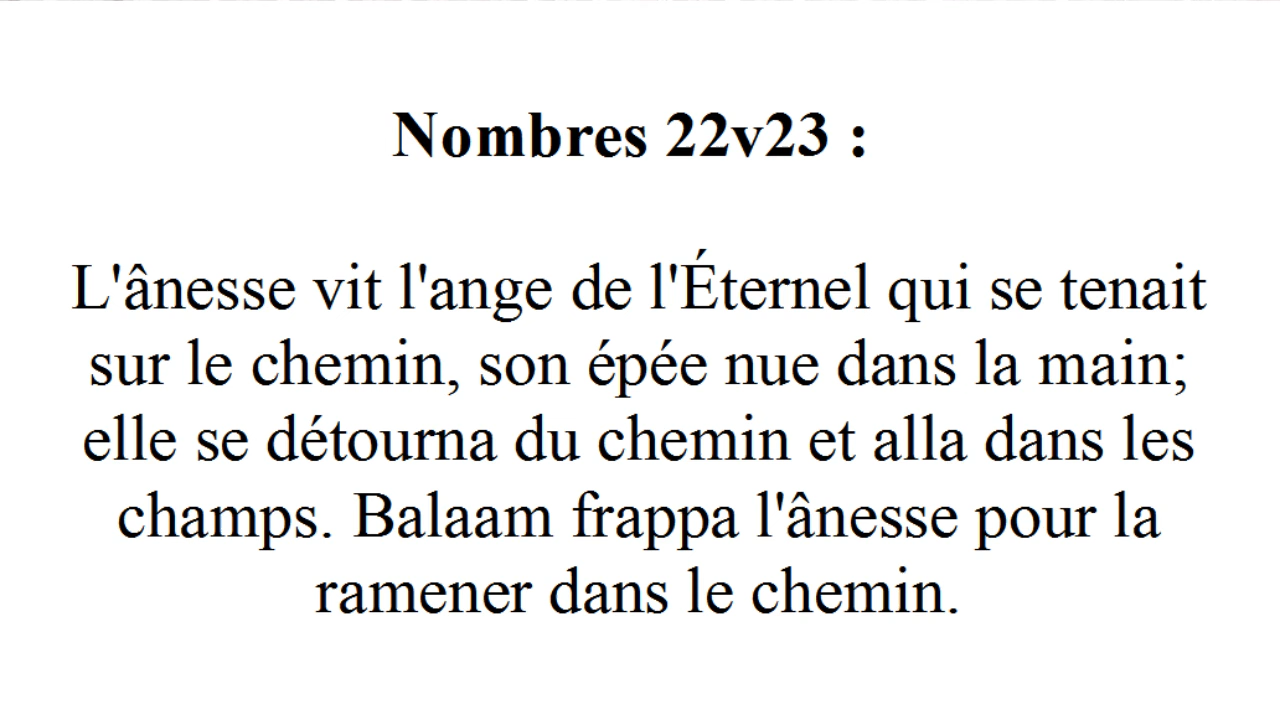 Nombres 22v23 :
L'ânesse vit l'ange de l'Éternel qui se tenait
sur le chemin, son épée nue dans la main;
elle se détourna du chemin et alla dans les
champs. Balaam frappa l'ânesse pour la
ramener dans le chemin.